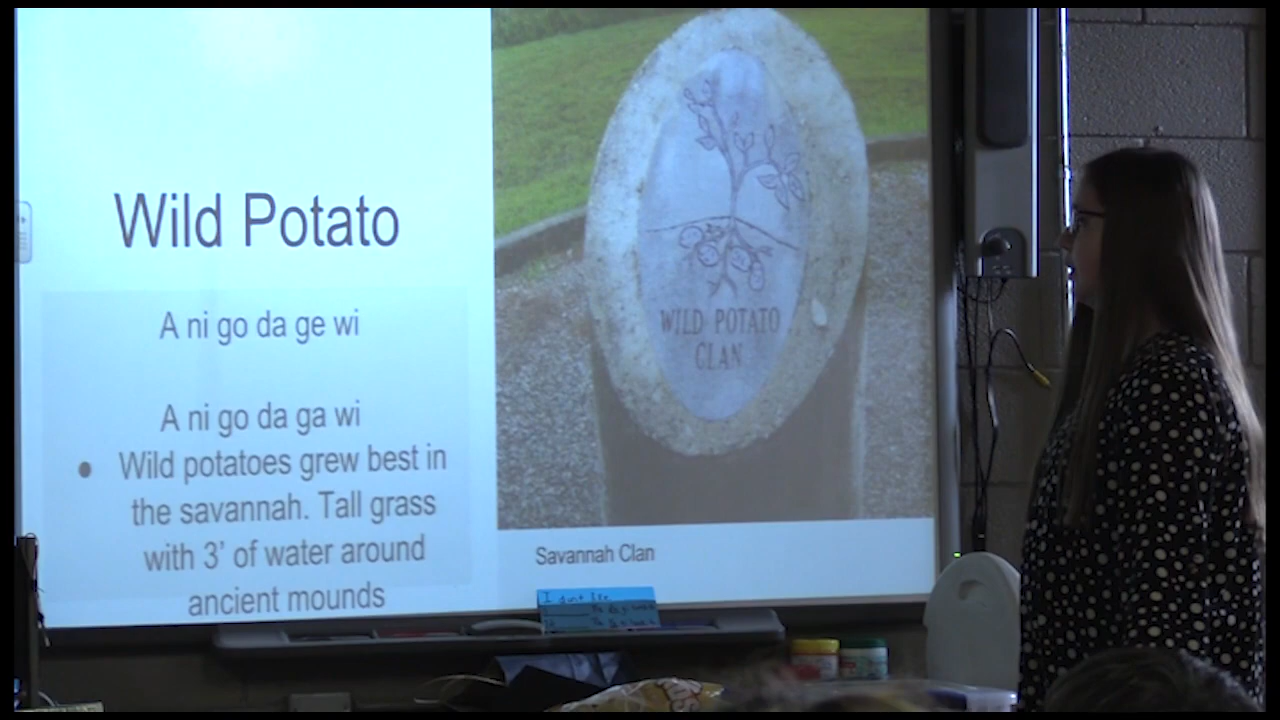 Wild Potato
A ni go da ge wi
A ni go da ga wi
• Wild potatoes grew best in
the savannah. Tall grass
with 3’ of water around
ancient mounds
WILD POTATO
CLAN
Savannah Clan